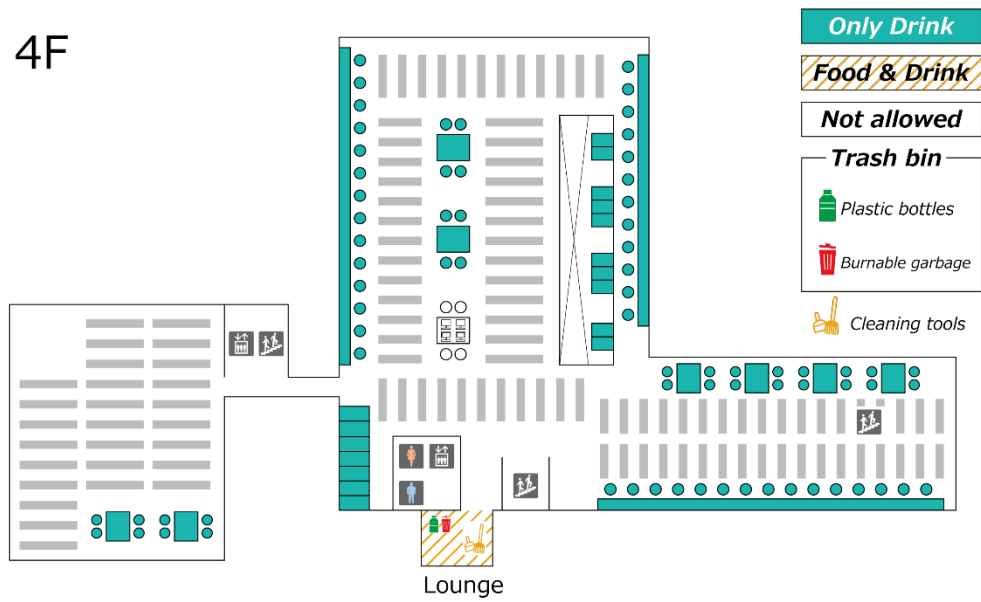 4F
Only Drink
Food & Drink
Not allowed
Trash bin
Plastic bottles
Burnable garbage
Cleaning tools
Lounge